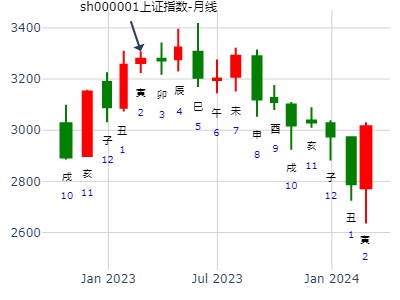 sh000001上证指数-月线
3400
3200
3000
2800
2600
戌 10
亥 11
子 12
丑 1
寅 2
卯 3
辰 4
巳 5
午 6
未 7
申 8
酉 9
戌 10
亥 11
子 12
丑 1
寅 2
Jan 2023 Jul 2023 Jan 2024